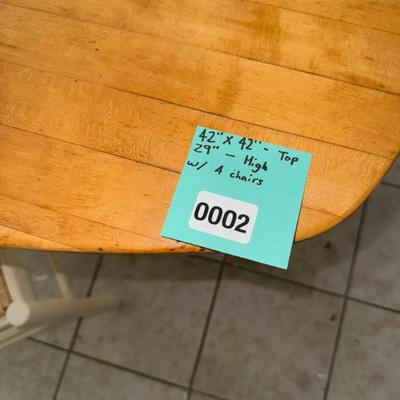 42" X 42" - Top
29" - High
w/ 4 chairs
0002